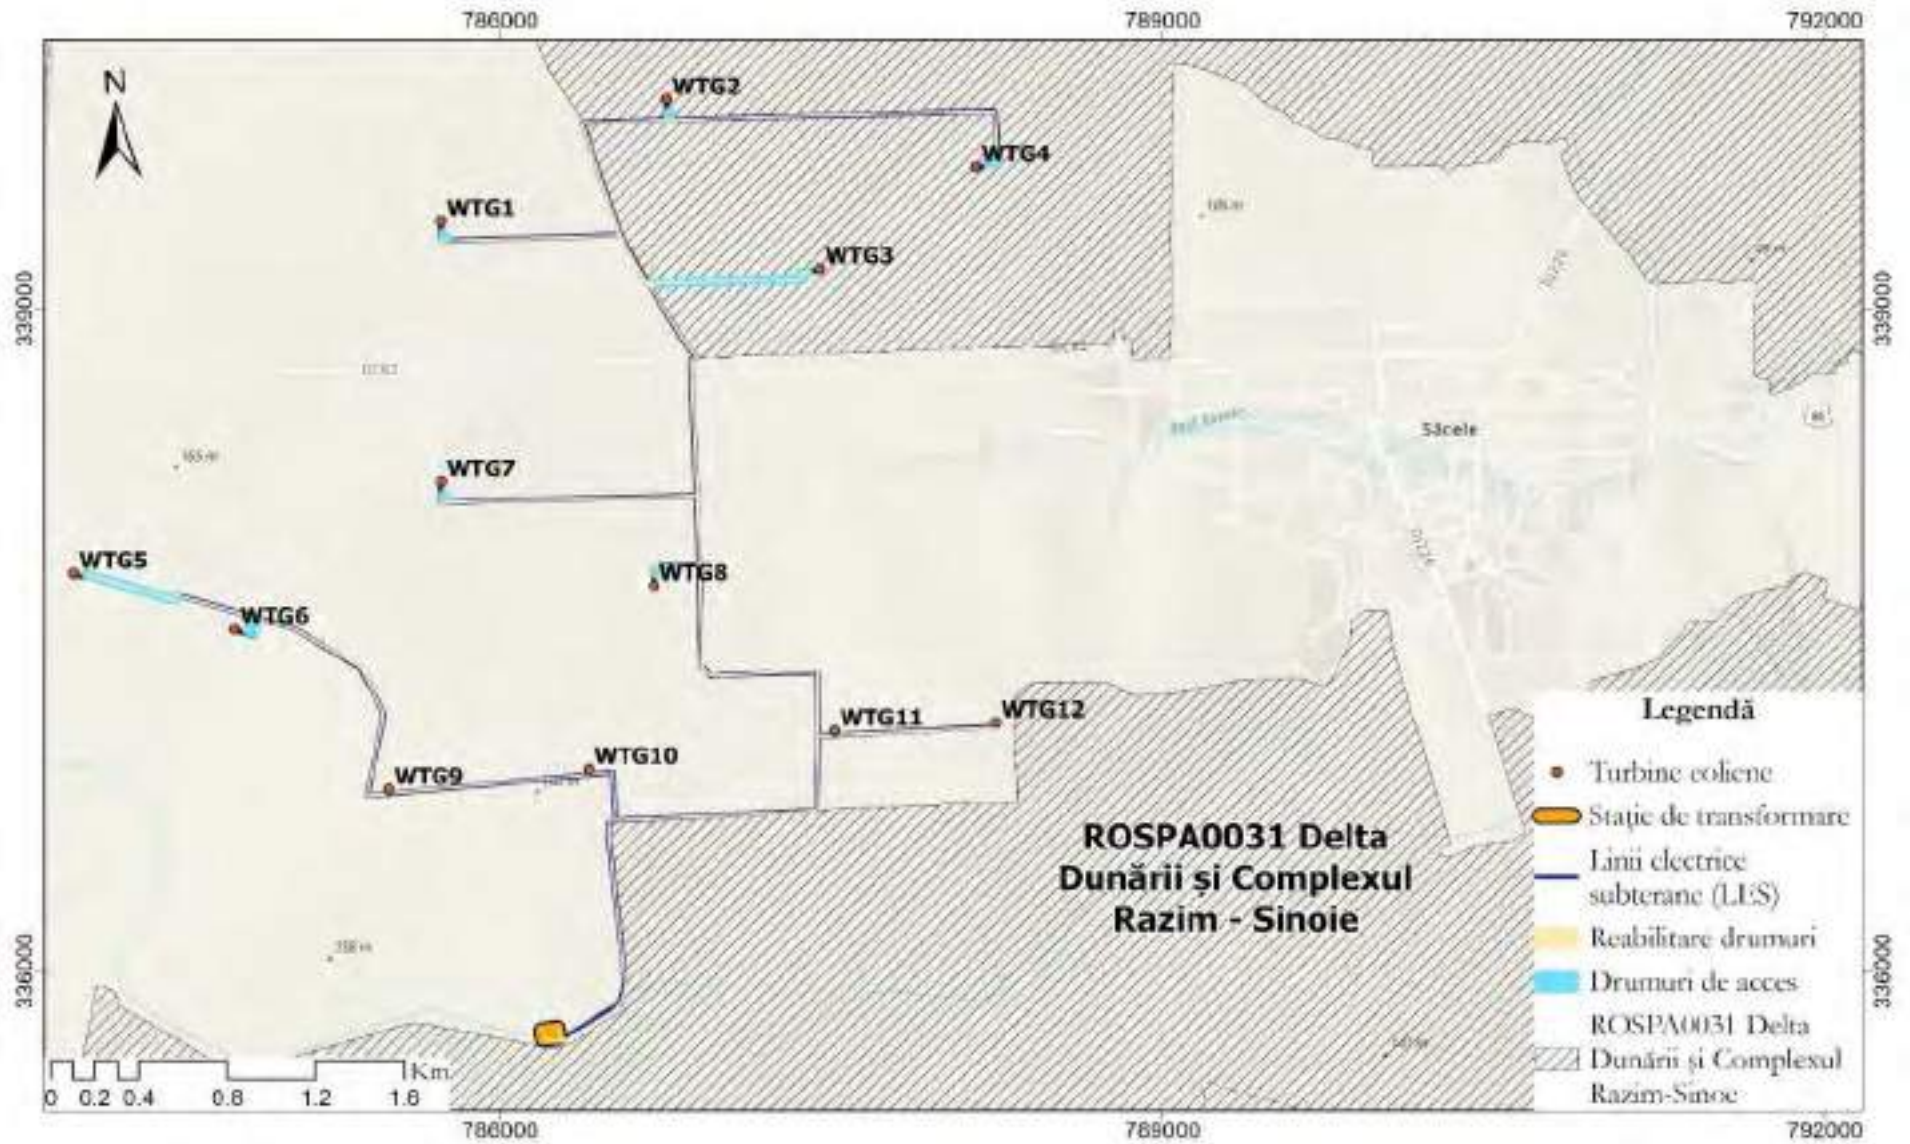 786000
789000
792000
N
WTG2
WTG4
WTG1
WTG3
339000
339000
DC82
Săcele
165 m
WTG7
WTG5
WTG8
WTG6
DJ226
WTG11
WTG12
WTG10
WTG9
ROSPA0031 Delta
Dunării și Complexul
Razim - Sinoie
336000
336000
Km
0 0.2 0.4 0.8 1.2 1.6
Legendă
Turbine eoliene
Stație de transformare
Linii electrice
subterane (LES)
Reabilitare drumuri
Drumuri de acces
ROSPA0031 Delta
Dunării și Complexul
Razim-Sinoe
786000
789000
792000